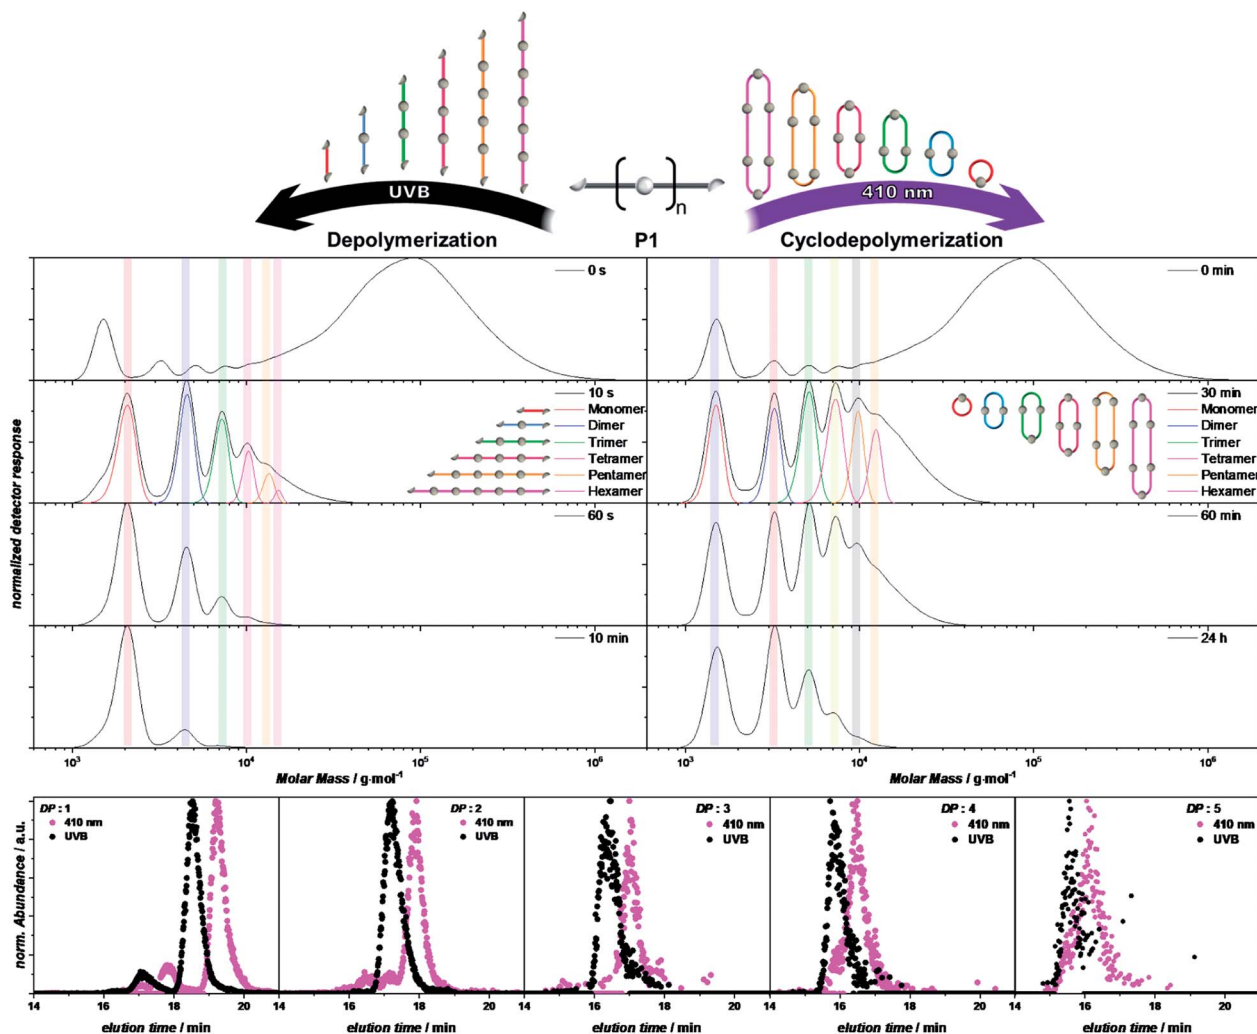 UVB
410 nm
( )n
Depolymerization
P1
Cyclodepolymerization
normalized detector response
0 s
10 s
Monomer
Dimer
Trimer
Tetramer
Pentamer
Hexamer
60 s
10 min
10³ 10⁴ 10⁵ 10⁶
Molar Mass / g·mol⁻¹
0 min
30 min
Monomer
Dimer
Trimer
Tetramer
Pentamer
Hexamer
60 min
24 h
10³ 10⁴ 10⁵ 10⁶
Molar Mass / g·mol⁻¹
norm. Abundance / a.u.
DP : 1
410 nm
UVB
14 16 18 20
elution time / min
DP : 2
410 nm
UVB
14 16 18 20
elution time / min
DP : 3
410 nm
UVB
14 16 18 20
elution time / min
DP : 4
410 nm
UVB
14 16 18 20
elution time / min
DP : 5
410 nm
UVB
14 16 18 20
elution time / min